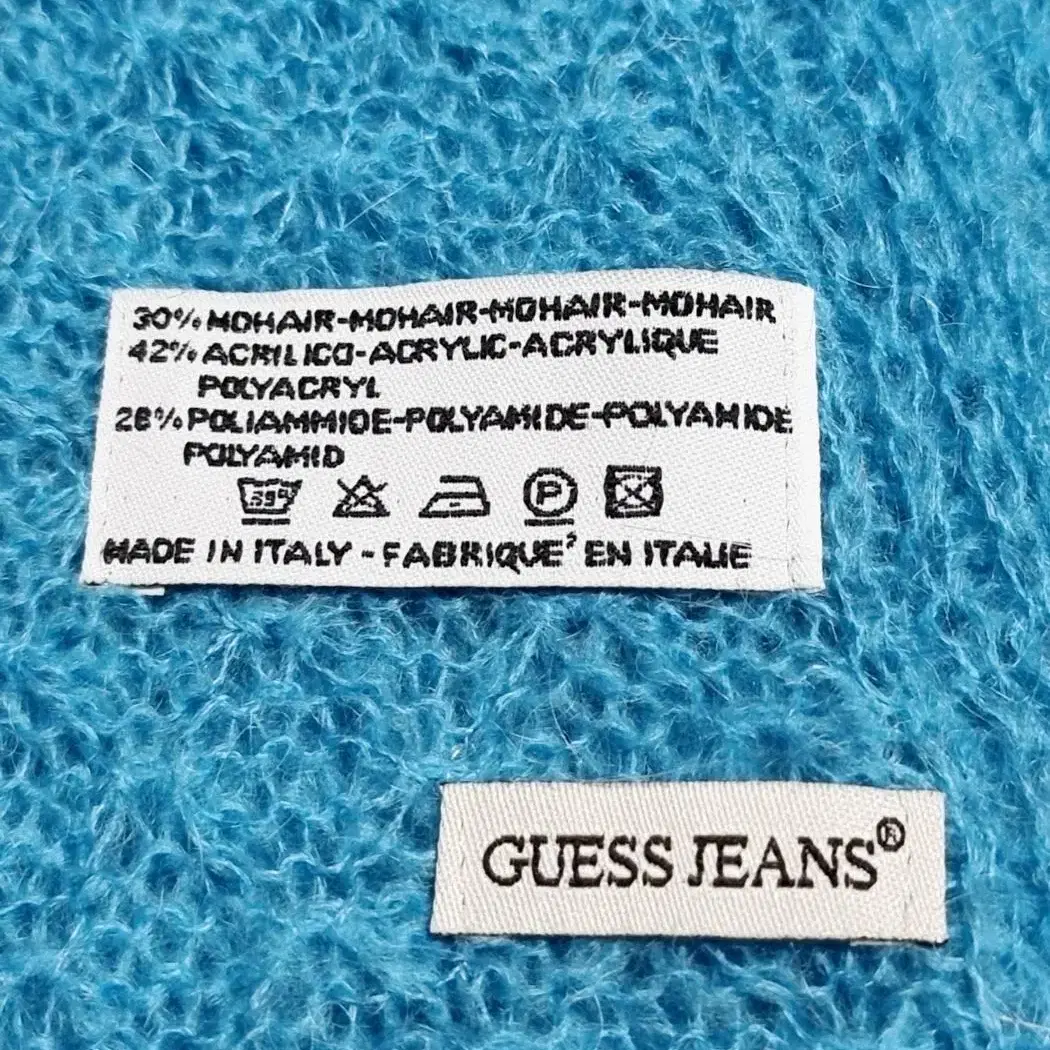 30% MOHAIR-MOHAIR-MOHAIR-MOHAIR
42% ACRILICO-ACRYLIC-ACRYLIQUE
POLYACRYL
28% POLIAMMIDE-POLYAMIDE-POLYAMIDE
POLYAMID
P
MADE IN ITALY - FABRIQUE' EN ITALIE
GUESS JEANS®